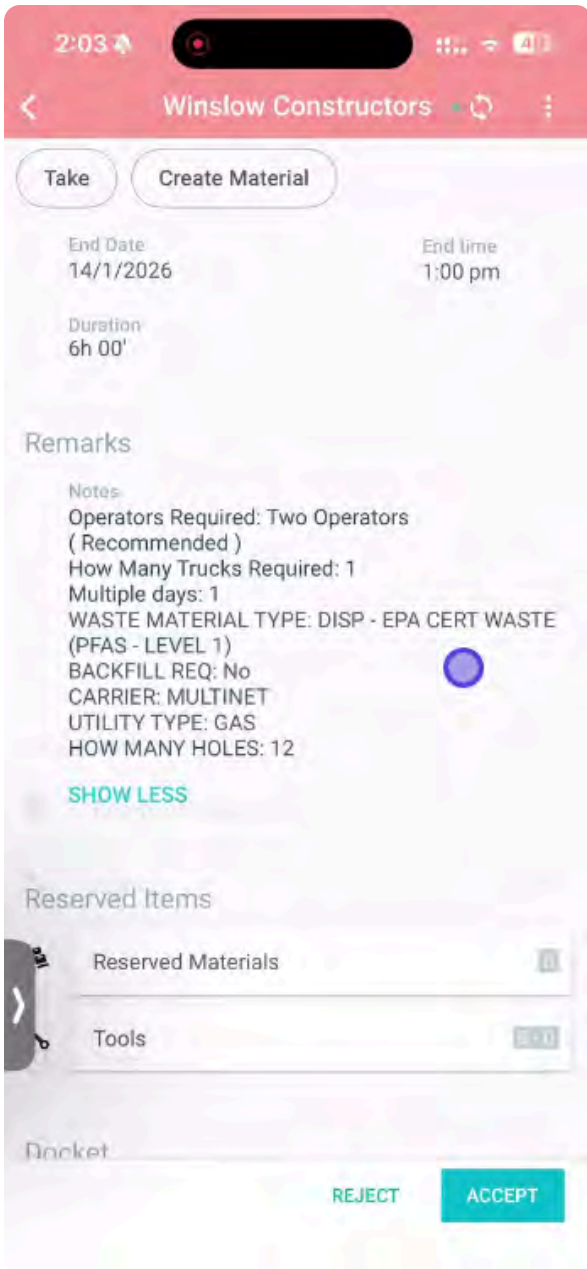 2:03
Winslow Constructors
Take
Create Material
End Date
End time
14/1/2026
1:00 pm
Duration
6h 00'
Remarks
Notes
Operators Required: Two Operators
( Recommended )
How Many Trucks Required: 1
Multiple days: 1
WASTE MATERIAL TYPE: DISP - EPA CERT WASTE
(PFAS - LEVEL 1)
BACKFILL REQ: No
CARRIER: MULTINET
UTILITY TYPE: GAS
HOW MANY HOLES: 12
SHOW LESS
Reserved Items
Reserved Materials
Tools
Docket
REJECT
ACCEPT